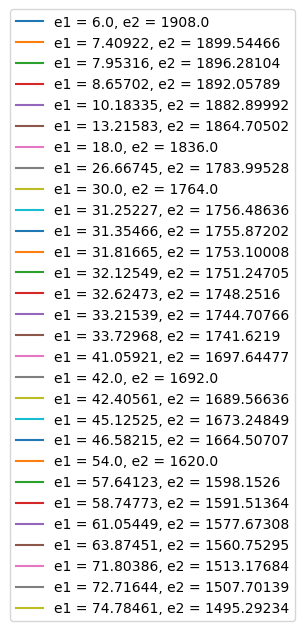 e1 = 6.0, e2 = 1908.0
e1 = 7.40922, e2 = 1899.54466
e1 = 7.95316, e2 = 1896.28104
e1 = 8.65702, e2 = 1892.05789
e1 = 10.18335, e2 = 1882.89992
e1 = 13.21583, e2 = 1864.70502
e1 = 18.0, e2 = 1836.0
e1 = 26.66745, e2 = 1783.99528
e1 = 30.0, e2 = 1764.0
e1 = 31.25227, e2 = 1756.48636
e1 = 31.35466, e2 = 1755.87202
e1 = 31.81665, e2 = 1753.10008
e1 = 32.12549, e2 = 1751.24705
e1 = 32.62473, e2 = 1748.2516
e1 = 33.21539, e2 = 1744.70766
e1 = 33.72968, e2 = 1741.6219
e1 = 41.05921, e2 = 1697.64477
e1 = 42.0, e2 = 1692.0
e1 = 42.40561, e2 = 1689.56636
e1 = 45.12525, e2 = 1673.24849
e1 = 46.58215, e2 = 1664.50707
e1 = 54.0, e2 = 1620.0
e1 = 57.64123, e2 = 1598.1526
e1 = 58.74773, e2 = 1591.51364
e1 = 61.05449, e2 = 1577.67308
e1 = 63.87451, e2 = 1560.75295
e1 = 71.80386, e2 = 1513.17684
e1 = 72.71644, e2 = 1507.70139
e1 = 74.78461, e2 = 1495.29234